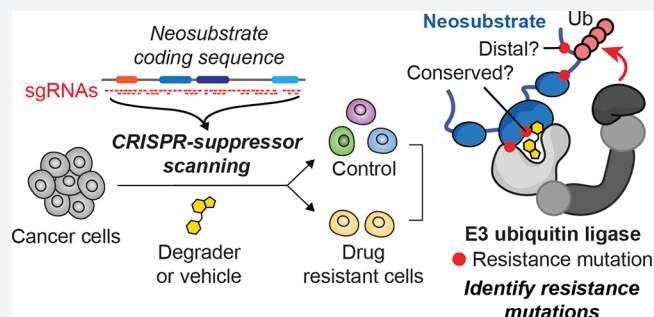 Neosubstrate
coding sequence
sgRNAs
CRISPR-suppressor
scanning
Cancer cells
Degrader
or vehicle
Control
Drug
resistant cells
Neosubstrate
Ub
Distal?
Conserved?
E3 ubiquitin ligase
Resistance mutation
Identify resistance
mutations